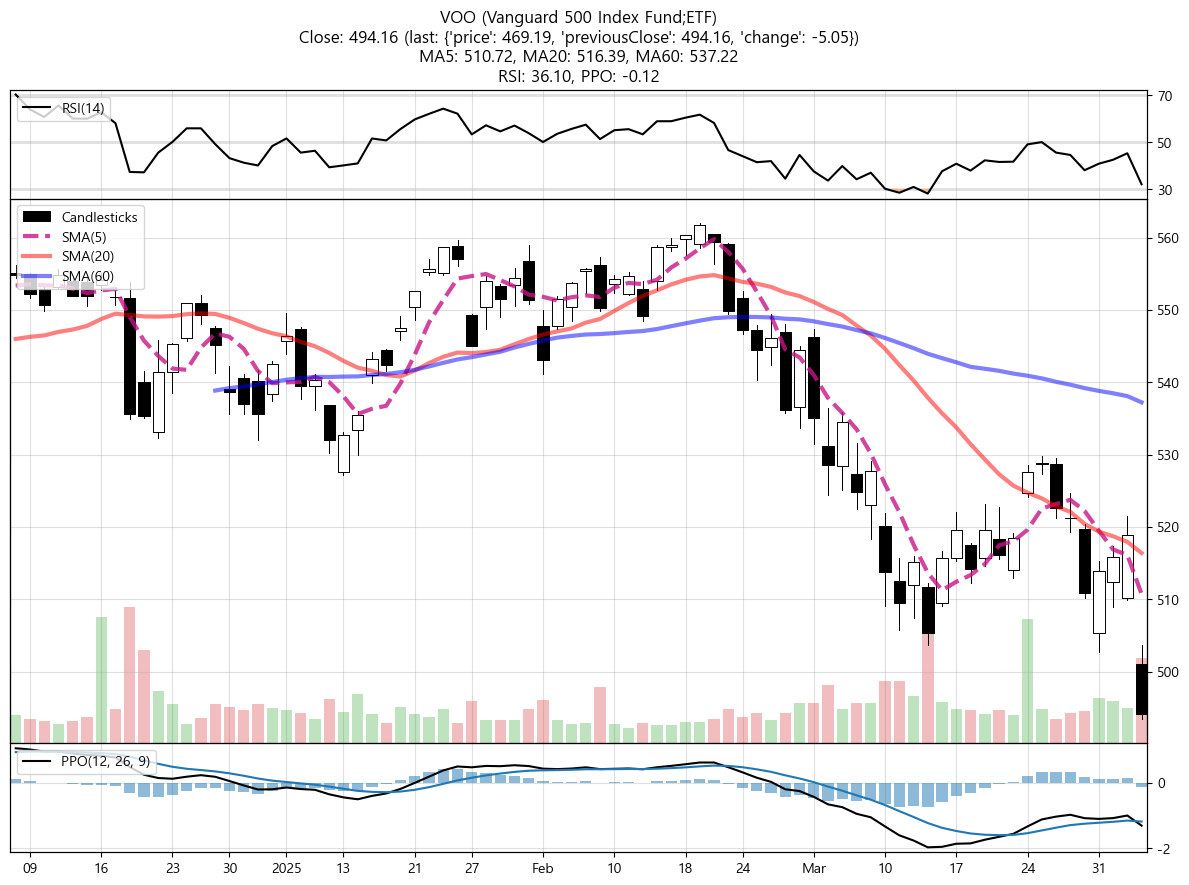 VOO (Vanguard 500 Index Fund;ETF)
Close: 494.16 (last: {'price': 469.19, 'previousClose': 494.16, 'change': -5.05})
MA5: 510.72, MA20: 516.39, MA60: 537.22
RSI: 36.10, PPO: -0.12
RSI(14)
70
50
30
Candlesticks
SMA(5)
SMA(20)
SMA(60)
560
550
540
530
520
510
500
PPO(12, 26, 9)
0
-2
09 16 23 30 2025 13 21 27 Feb 10 18 24 Mar 10 17 24 31